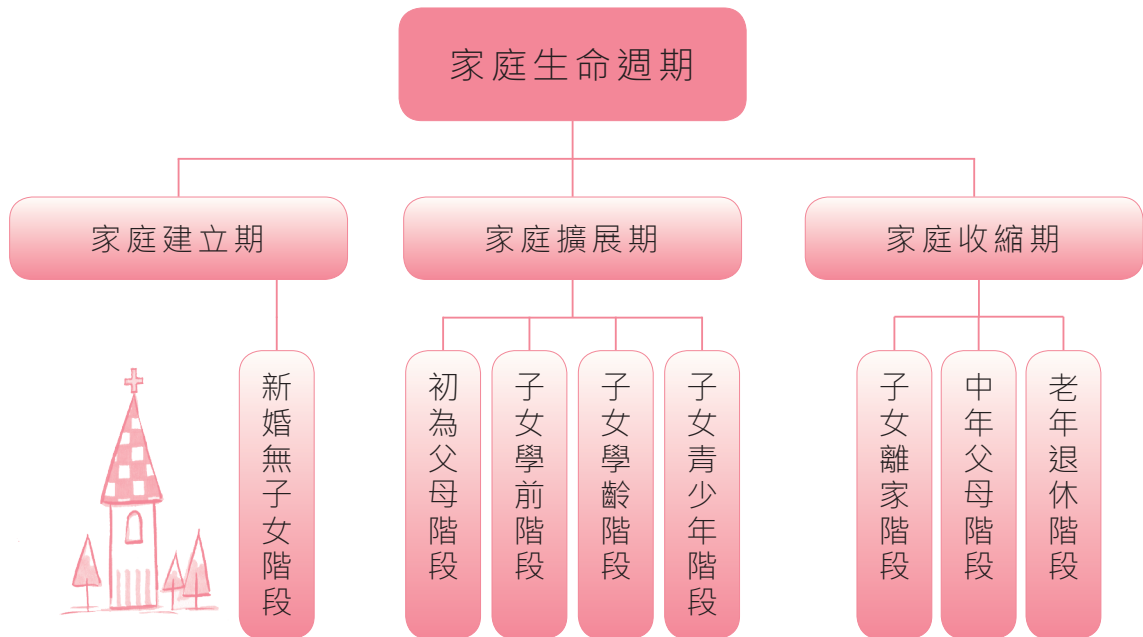 家庭生命週期
家庭建立期
家庭擴展期
家庭收縮期
新婚無子女階段
初為父母階段
子女學前階段
子女學齡階段
子女青少年階段
子女離家階段
中年父母階段
老年退休階段